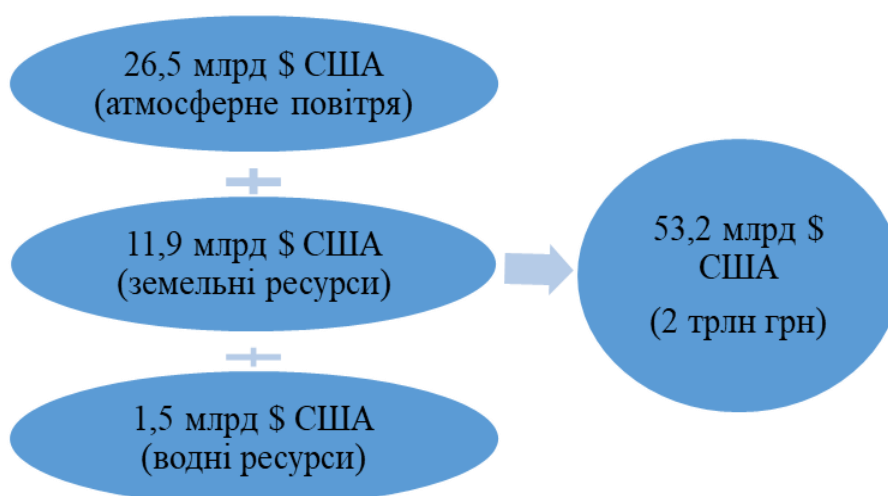 26,5 млрд $ США
(атмосферне повітря)
11,9 млрд $ США
(земельні ресурси)
1,5 млрд $ США
(водні ресурси)
53,2 млрд $
США
(2 трлн грн)